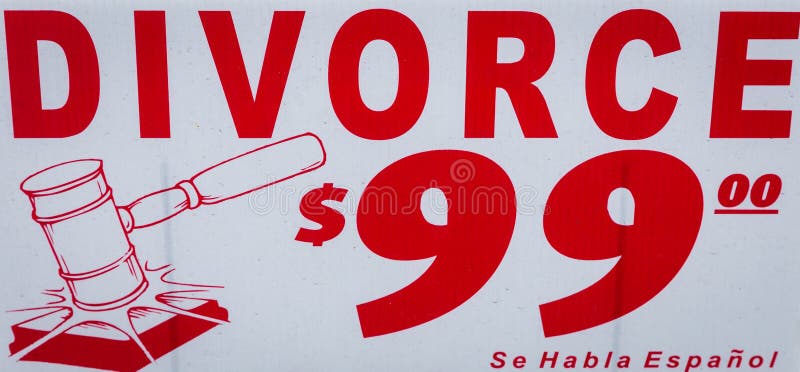 DIVORCE
$99 00
Se Habla Español